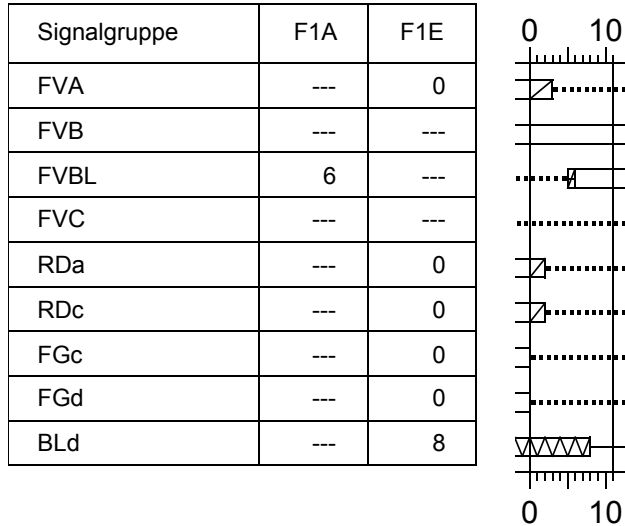 Signalgruppe F1A F1E 0 10
FVA --- 0
FVB --- ---
FVBL 6 ---
FVC --- ---
RDa --- 0
RDc --- 0
FGc --- 0
FGd --- 0
BLd --- 8
0 10